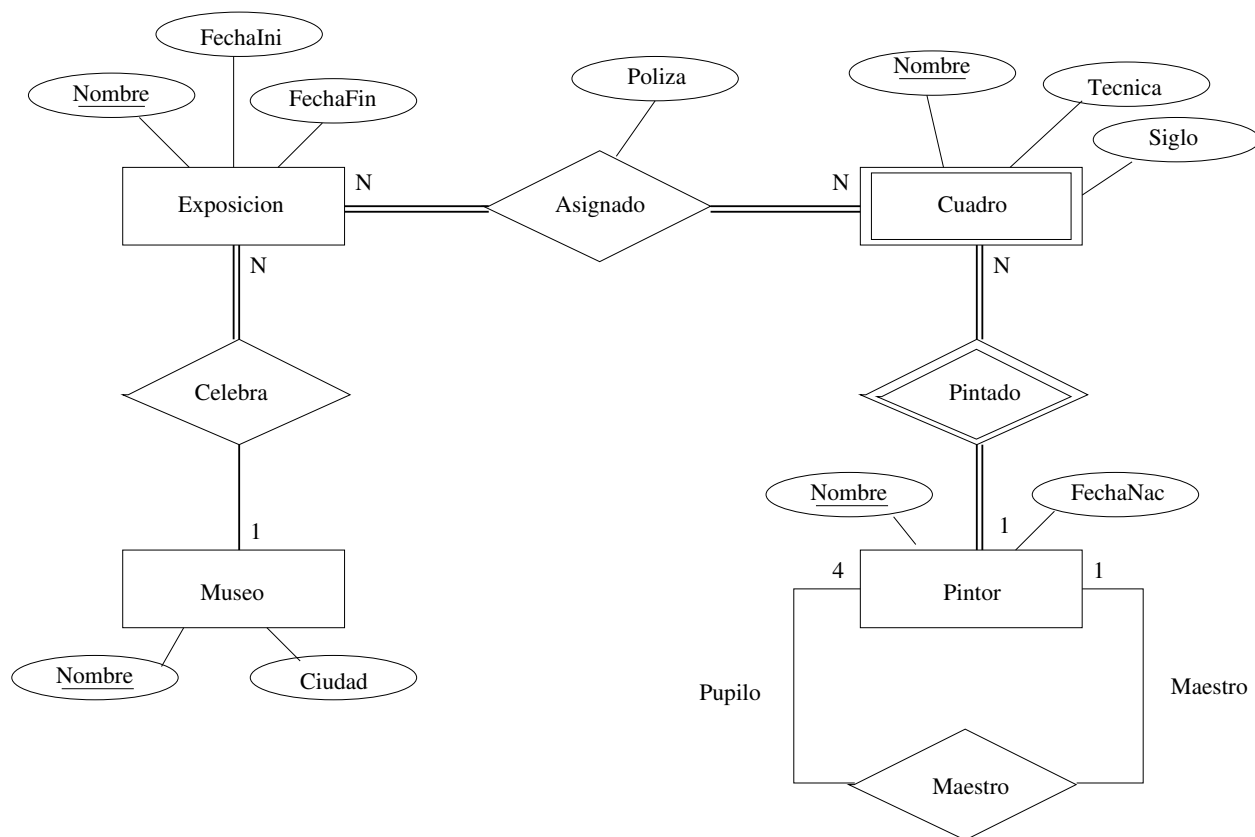 FechaIni
Nombre
FechaFin
Poliza
Nombre
Tecnica
Siglo
Exposicion
N
Asignado
N
Cuadro
N
N
Celebra
Pintado
Nombre
FechaNac
1
1
Museo
4
Pintor
1
Nombre
Ciudad
Pupilo
Maestro
Maestro